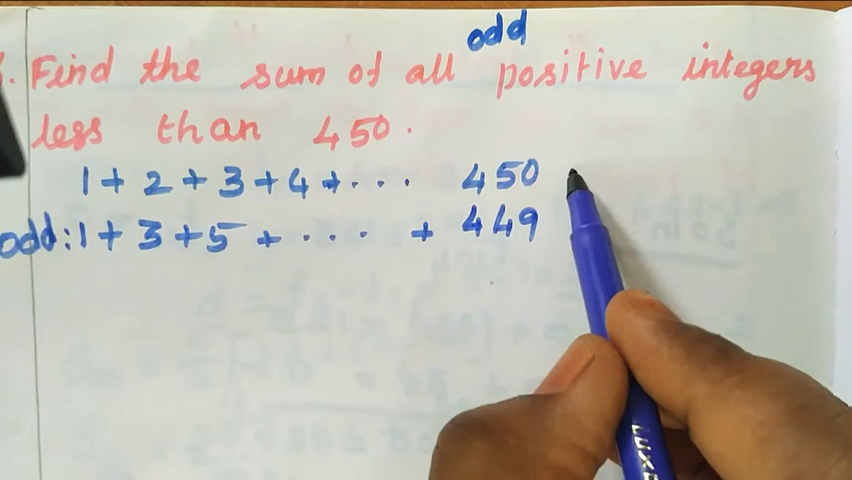 odd
Find the sum of all positive integers
less than 450.
1 + 2 + 3 + 4 + ... 450
odd: 1 + 3 + 5 + ... + 449